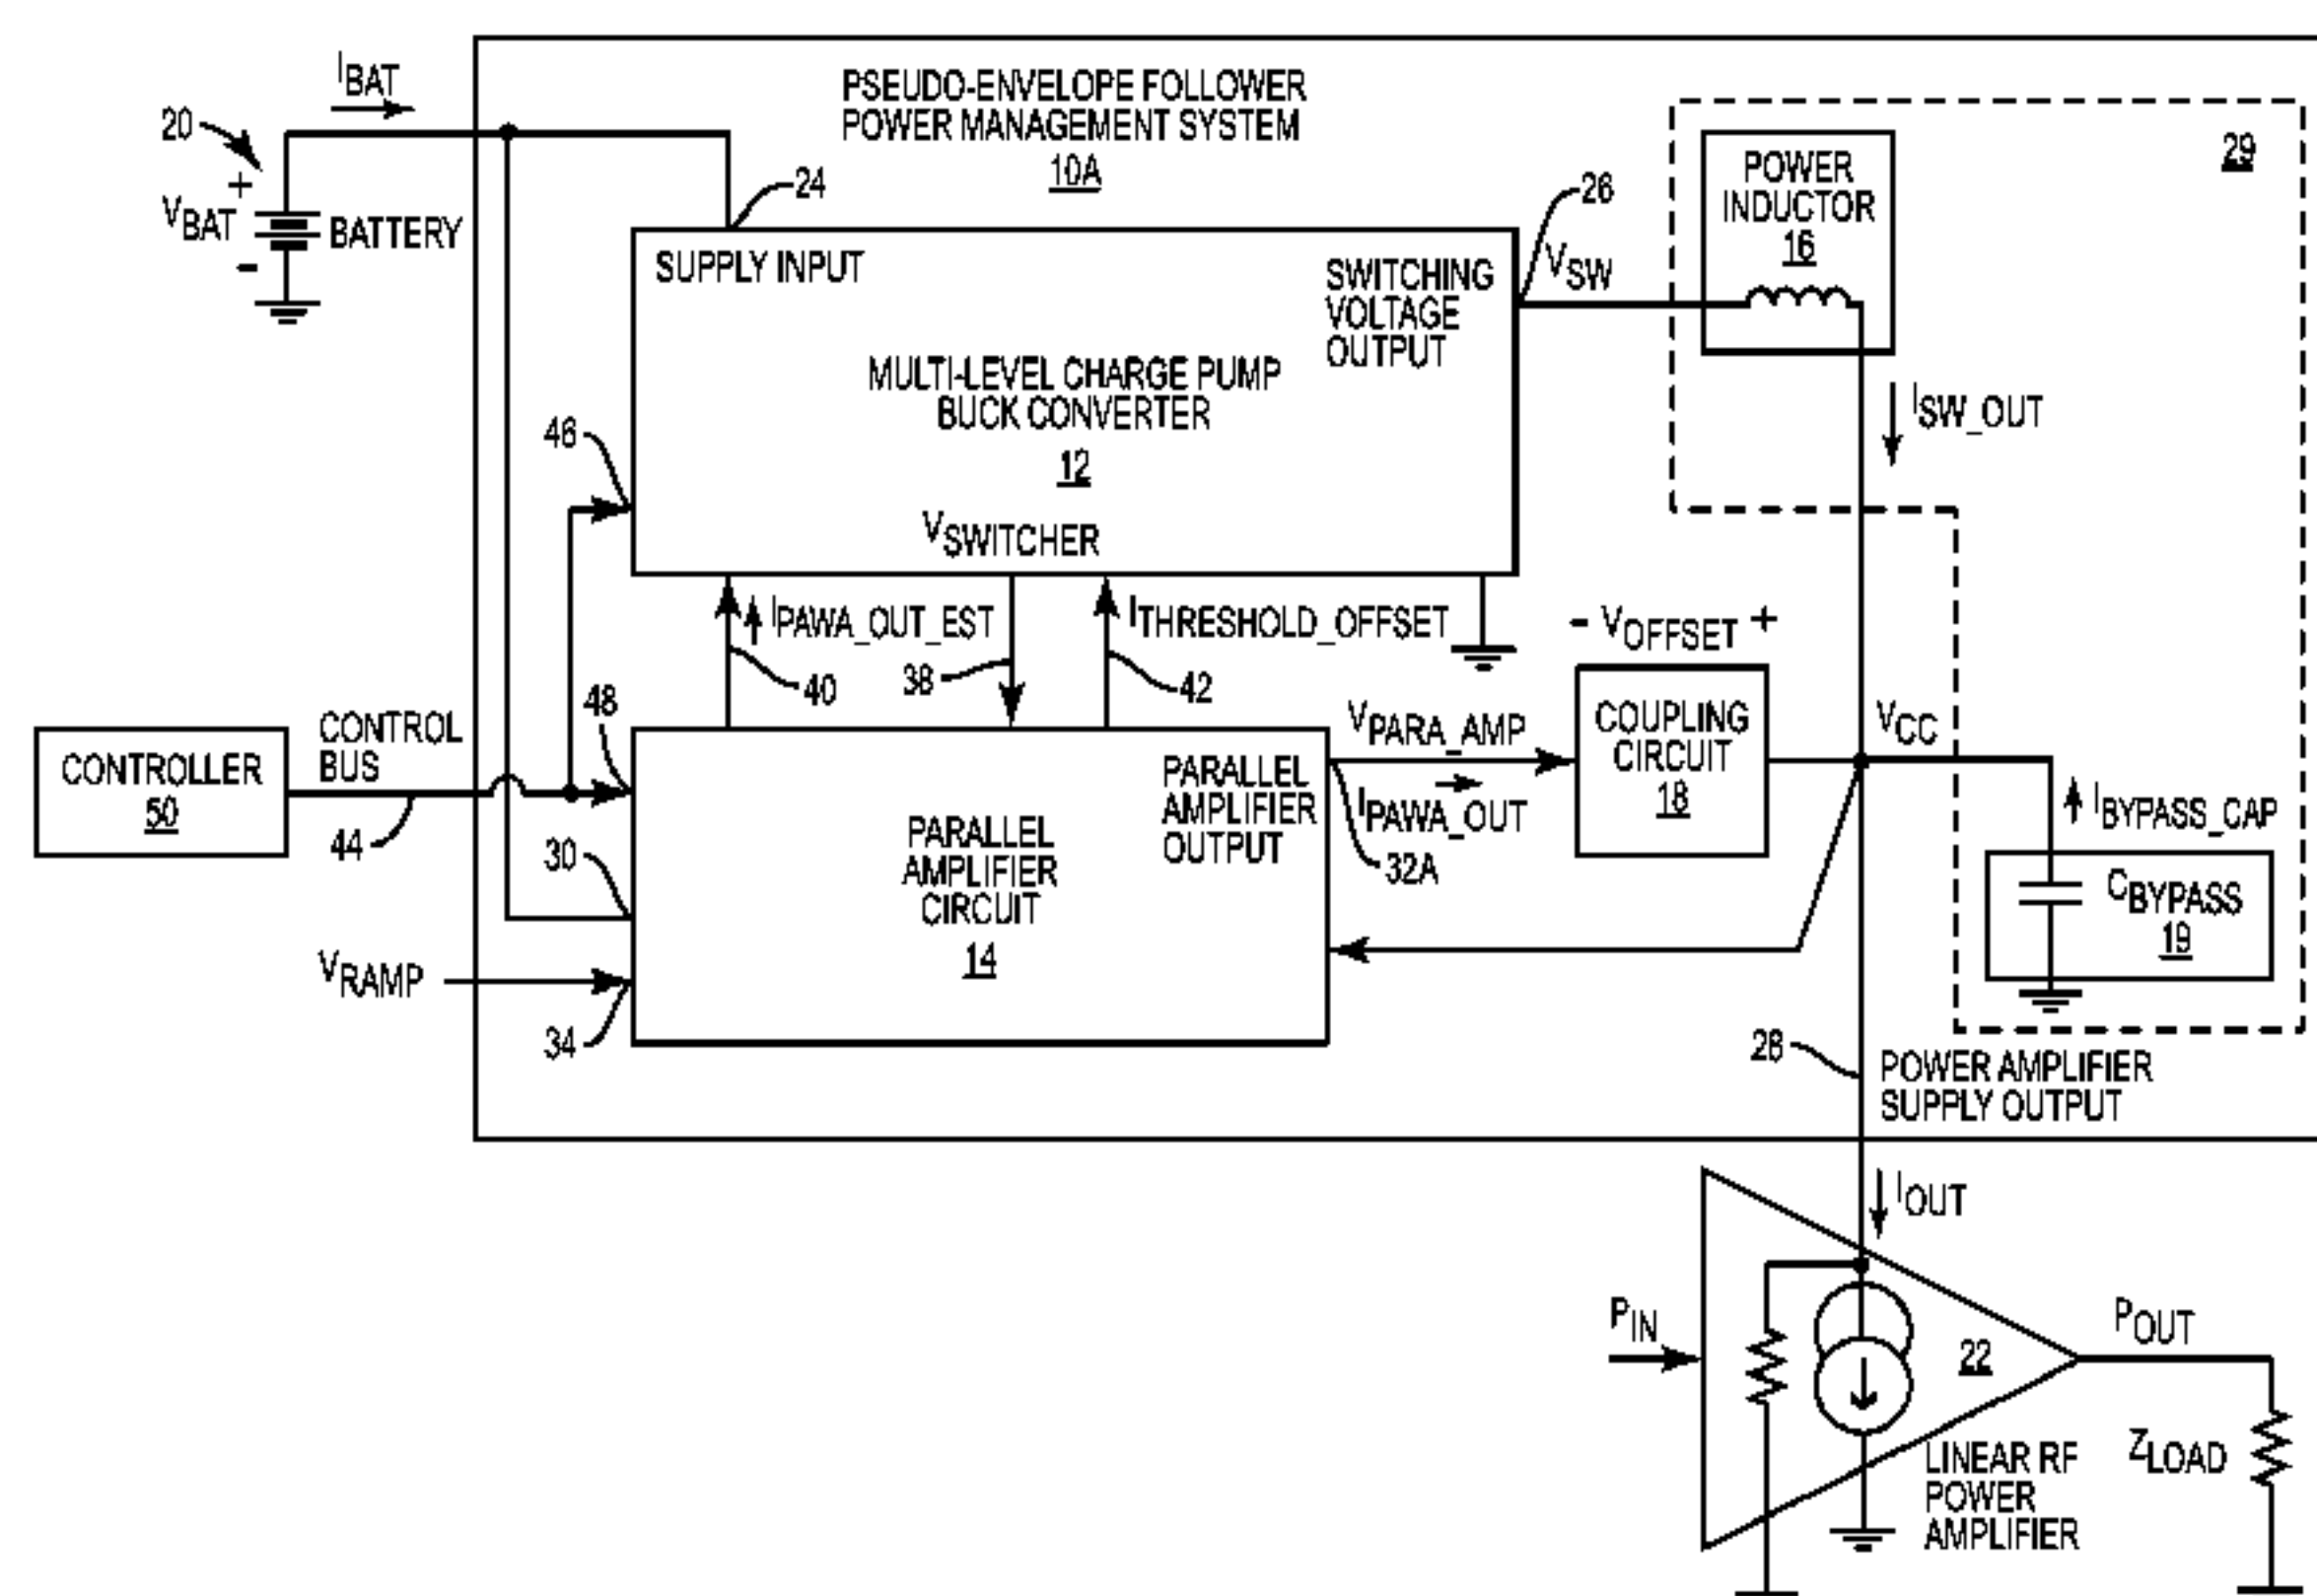 IBAT
20
+
VBAT
-
BATTERY
PSEUDO-ENVELOPE FOLLOWER
POWER MANAGEMENT SYSTEM
10A
24
SUPPLY INPUT
SWITCHING
VOLTAGE
OUTPUT
26
VSW
MULTI-LEVEL CHARGE PUMP
BUCK CONVERTER
12
VSWITCHER
46
POWER
INDUCTOR
16
29
ISW_OUT
IPAWA_OUT_EST
ITHRESHOLD_OFFSET
40
38
42
- VOFFSET +
COUPLING
CIRCUIT
18
VCC
CONTROLLER
50
CONTROL
BUS
44
48
30
VRAMP
34
PARALLEL
AMPLIFIER
CIRCUIT
14
PARALLEL
AMPLIFIER
OUTPUT
VPARA_AMP
IPAWA_OUT
32A
IBYPASS_CAP
CBYPASS
19
28
POWER AMPLIFIER
SUPPLY OUTPUT
IOUT
PIN
22
POUT
LINEAR RF
POWER
AMPLIFIER
ZLOAD